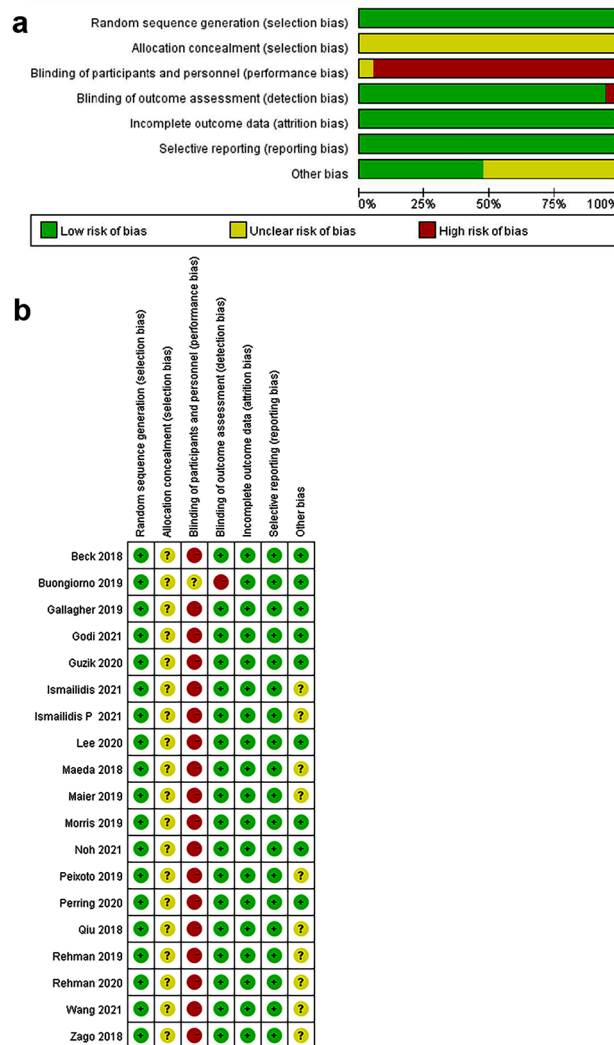 a
Random sequence generation (selection bias)
Allocation concealment (selection bias)
Blinding of participants and personnel (performance bias)
Blinding of outcome assessment (detection bias)
Incomplete outcome data (attrition bias)
Selective reporting (reporting bias)
Other bias
0% 25% 50% 75% 100%
Low risk of bias Unclear risk of bias High risk of bias
b
Random sequence generation (selection bias)
Allocation concealment (selection bias)
Blinding of participants and personnel (performance bias)
Blinding of outcome assessment (detection bias)
Incomplete outcome data (attrition bias)
Selective reporting (reporting bias)
Other bias
Beck 2018 + ? - + + + +
Buongiorno 2019 + ? ? - + + +
Gallagher 2019 + ? - + + + +
Godi 2021 + ? - + + + +
Guzik 2020 + ? - + + + +
Ismailidis 2021 + ? - + + + ?
Ismailidis P 2021 + ? - + + + ?
Lee 2020 + ? - + + + +
Maeda 2018 + ? - + + + ?
Maier 2019 + ? - + + + ?
Morris 2019 + ? - + + + +
Noh 2021 + ? - + + + +
Peixoto 2019 + ? - + + + ?
Perring 2020 + ? - + + + +
Qiu 2018 + ? - + + + ?
Rehman 2019 + ? - + + + ?
Rehman 2020 + ? - + + + ?
Wang 2021 + ? - + + + ?
Zago 2018 + ? - + + + ?